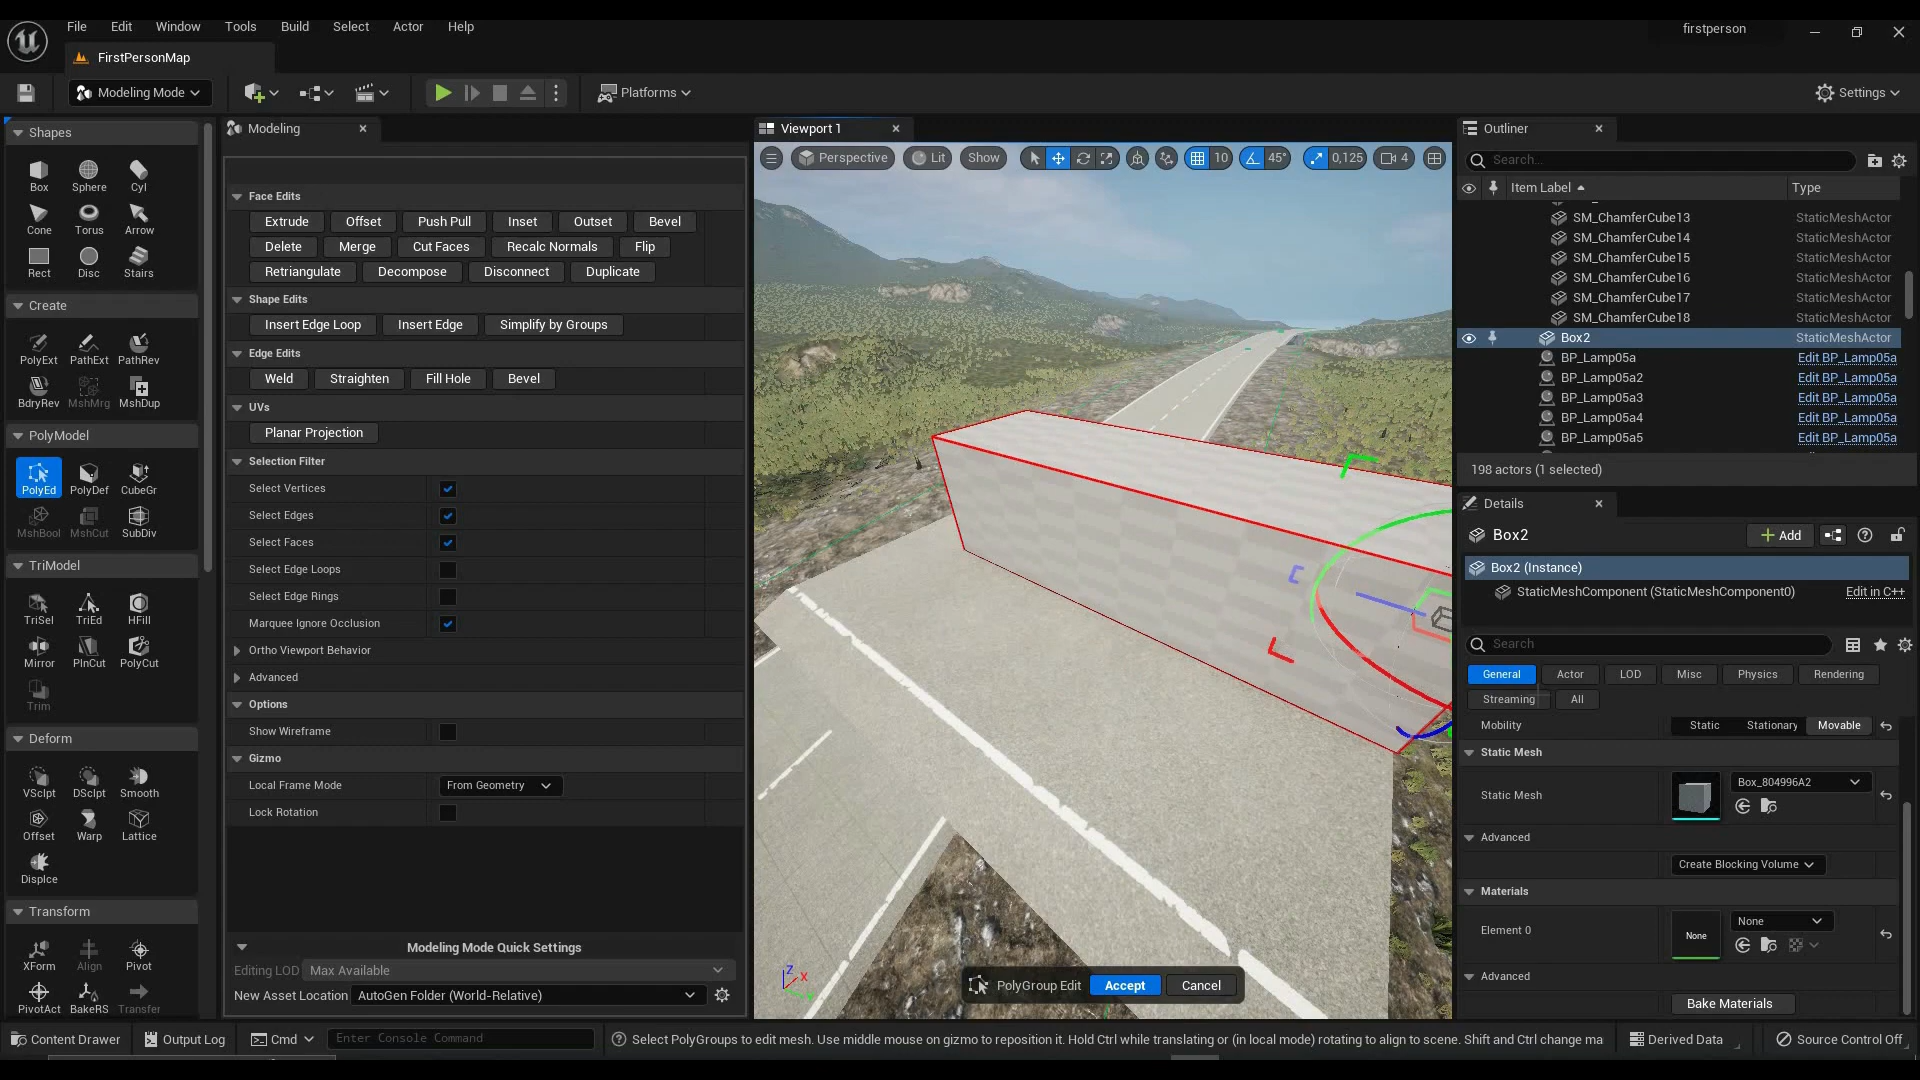 File Edit Window Tools Build Select Actor Help
firstperson
FirstPersonMap
Modeling Mode
Platforms
Settings
Shapes
Box Sphere Cyl
Cone Torus Arrow
Rect Disc Stairs
Create
PolyExt PathExt PathRev
BdryRev MshMrg MshDup
PolyModel
PolyEd PolyDef CubeGr
MshBool MshCut SubDiv
TriModel
TriSel TriEd HFill
Mirror PlnCut PolyCut
Trim
Deform
VSclpt DSclpt Smooth
Offset Warp Lattice
Displce
Transform
XForm Align Pivot
PivotAct BakeRS Transfer
Modeling
Face Edits
Extrude Offset Push Pull Inset Outset Bevel
Delete Merge Cut Faces Recalc Normals Flip
Retriangulate Decompose Disconnect Duplicate
Shape Edits
Insert Edge Loop Insert Edge Simplify by Groups
Edge Edits
Weld Straighten Fill Hole Bevel
UVs
Planar Projection
Selection Filter
Select Vertices
Select Edges
Select Faces
Select Edge Loops
Select Edge Rings
Marquee Ignore Occlusion
Ortho Viewport Behavior
Advanced
Options
Show Wireframe
Gizmo
Local Frame Mode From Geometry
Lock Rotation
Modeling Mode Quick Settings
Editing LOD Max Available
New Asset Location AutoGen Folder (World-Relative)
Viewport 1
Perspective Lit Show 10 45° 0,125 4
Z X
PolyGroup Edit Accept Cancel
Outliner
Search...
Item Label Type
SM_ChamferCube13 StaticMeshActor
SM_ChamferCube14 StaticMeshActor
SM_ChamferCube15 StaticMeshActor
SM_ChamferCube16 StaticMeshActor
SM_ChamferCube17 StaticMeshActor
SM_ChamferCube18 StaticMeshActor
Box2 StaticMeshActor
BP_Lamp05a Edit BP_Lamp05a
BP_Lamp05a2 Edit BP_Lamp05a
BP_Lamp05a3 Edit BP_Lamp05a
BP_Lamp05a4 Edit BP_Lamp05a
BP_Lamp05a5 Edit BP_Lamp05a
198 actors (1 selected)
Details
Box2 Add
Box2 (Instance)
StaticMeshComponent (StaticMeshComponent0) Edit in C++
Search
General Actor LOD Misc Physics Rendering
Streaming All
Mobility Static Stationary Movable
Static Mesh
Static Mesh Box_804996A2
Advanced
Create Blocking Volume
Materials
Element 0 None None
Advanced
Bake Materials
Content Drawer Output Log Cmd Enter Console Command Select PolyGroups to edit mesh. Use middle mouse on gizmo to reposition it. Hold Ctrl while translating or (in local mode) rotating to align to scene. Shift and Ctrl change ma Derived Data Source Control Off